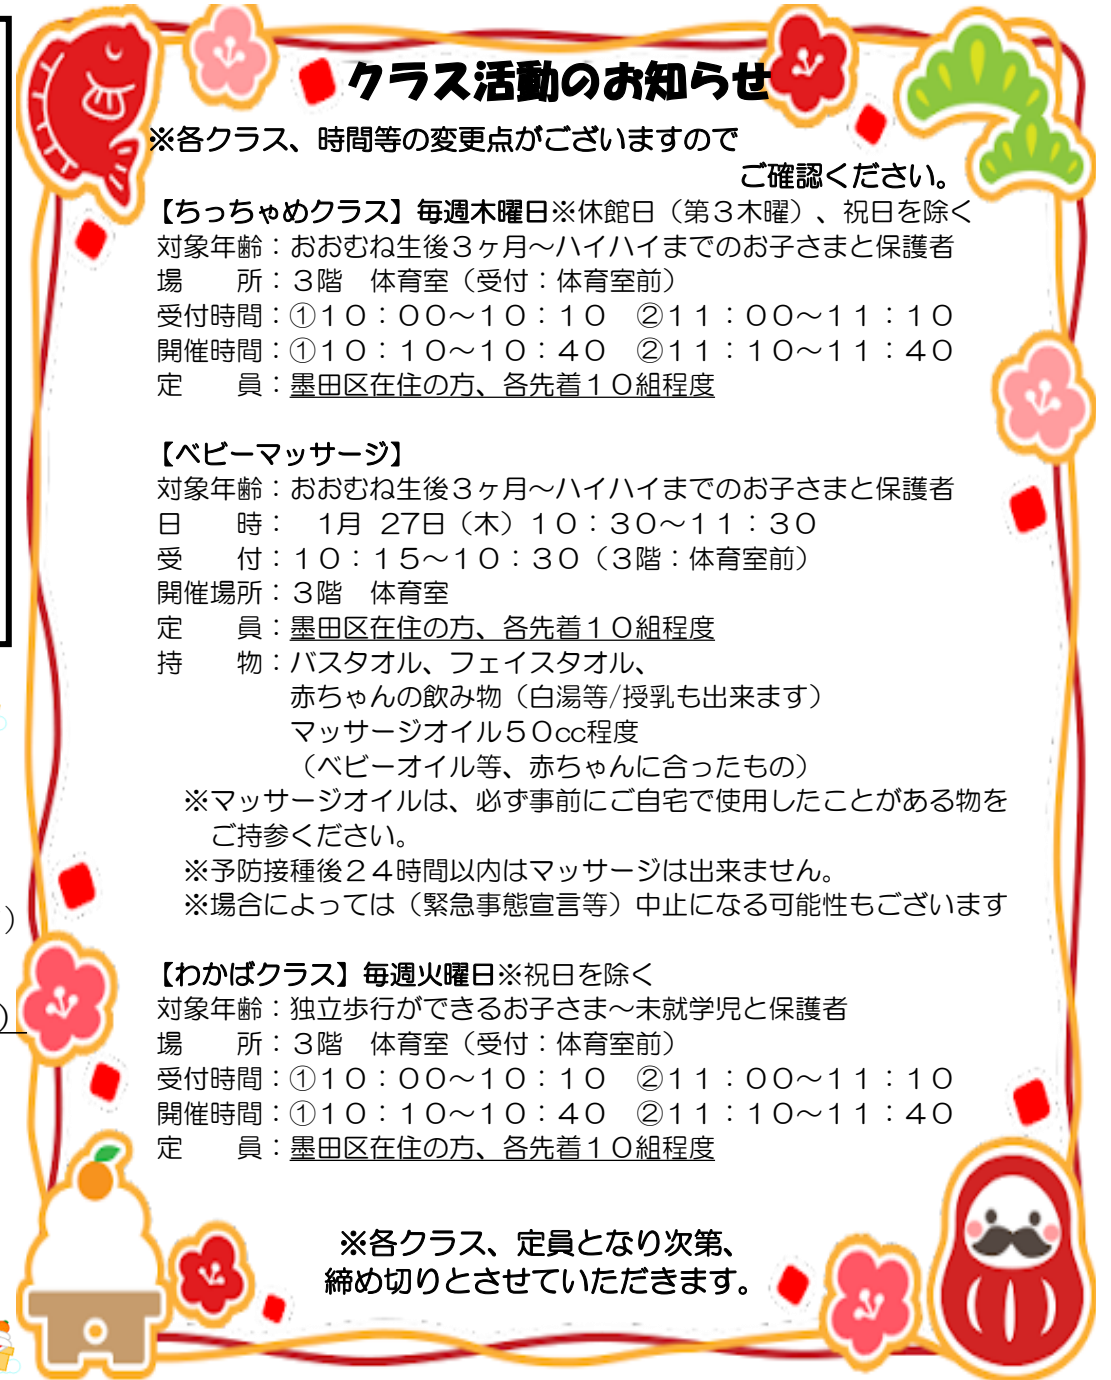 クラス活動のお知らせ
※各クラス、時間等の変更点がございますので
ご確認ください。
【ちっちゃめクラス】毎週木曜日※休館日（第３木曜）、祝日を除く
対象年齢：おおむね生後３ヶ月～ハイハイまでのお子さまと保護者
場　　所：３階　体育室（受付：体育室前）
受付時間：①１０：００～１０：１０　②１１：００～１１：１０
開催時間：①１０：１０～１０：４０　②１１：１０～１１：４０
定　　員：墨田区在住の方、各先着１０組程度
【ベビーマッサージ】
対象年齢：おおむね生後３ヶ月～ハイハイまでのお子さまと保護者
日　　時：　1月 27日（木）１０：３０～１１：３０
受　　付：１０：１５～１０：３０（３階：体育室前）
開催場所：３階　体育室
定　　員：墨田区在住の方、各先着１０組程度
持　　物：バスタオル、フェイスタオル、
赤ちゃんの飲み物（白湯等/授乳も出来ます）
マッサージオイル５０cc程度
（ベビーオイル等、赤ちゃんに合ったもの）
※マッサージオイルは、必ず事前にご自宅で使用したことがある物を
ご持参ください。
※予防接種後２４時間以内はマッサージは出来ません。
※場合によっては（緊急事態宣言等）中止になる可能性もございます
）
）
【わかばクラス】毎週火曜日※祝日を除く
対象年齢：独立歩行ができるお子さま～未就学児と保護者
場　　所：３階　体育室（受付：体育室前）
受付時間：①１０：００～１０：１０　②１１：００～１１：１０
開催時間：①１０：１０～１０：４０　②１１：１０～１１：４０
定　　員：墨田区在住の方、各先着１０組程度
※各クラス、定員となり次第、
締め切りとさせていただきます。